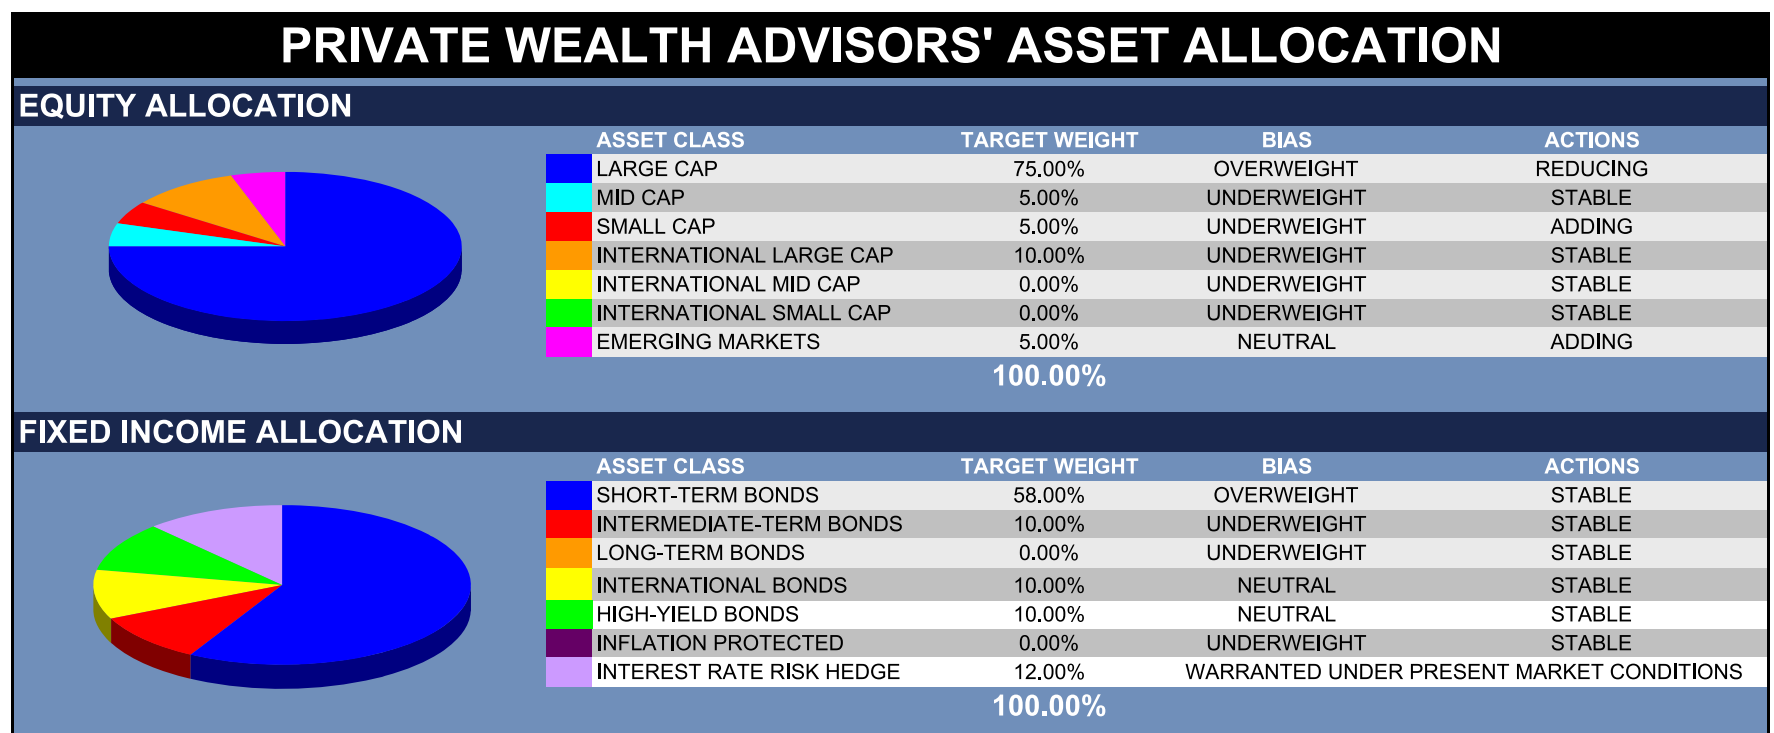 PRIVATE WEALTH ADVISORS' ASSET ALLOCATION
EQUITY ALLOCATION
ASSET CLASS TARGET WEIGHT BIAS ACTIONS
LARGE CAP 75.00% OVERWEIGHT REDUCING
MID CAP 5.00% UNDERWEIGHT STABLE
SMALL CAP 5.00% UNDERWEIGHT ADDING
INTERNATIONAL LARGE CAP 10.00% UNDERWEIGHT STABLE
INTERNATIONAL MID CAP 0.00% UNDERWEIGHT STABLE
INTERNATIONAL SMALL CAP 0.00% UNDERWEIGHT STABLE
EMERGING MARKETS 5.00% NEUTRAL ADDING
100.00%
FIXED INCOME ALLOCATION
ASSET CLASS TARGET WEIGHT BIAS ACTIONS
SHORT-TERM BONDS 58.00% OVERWEIGHT STABLE
INTERMEDIATE-TERM BONDS 10.00% UNDERWEIGHT STABLE
LONG-TERM BONDS 0.00% UNDERWEIGHT STABLE
INTERNATIONAL BONDS 10.00% NEUTRAL STABLE
HIGH-YIELD BONDS 10.00% NEUTRAL STABLE
INFLATION PROTECTED 0.00% UNDERWEIGHT STABLE
INTEREST RATE RISK HEDGE 12.00% WARRANTED UNDER PRESENT MARKET CONDITIONS
100.00%